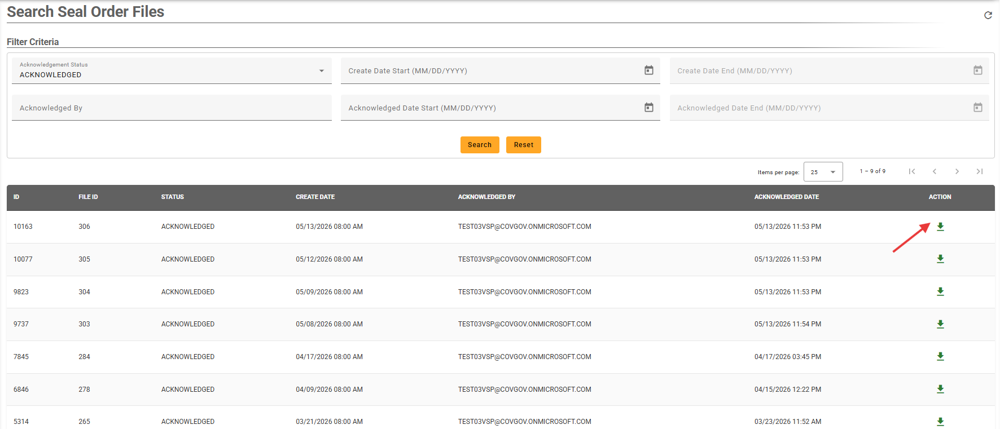 Search Seal Order Files
Filter Criteria
Acknowledgement Status
ACKNOWLEDGED
Create Date Start (MM/DD/YYYY)
Create Date End (MM/DD/YYYY)
Acknowledged By
Acknowledged Date Start (MM/DD/YYYY)
Acknowledged Date End (MM/DD/YYYY)
Search Reset
Items per page: 25 1 – 9 of 9
ID FILE ID STATUS CREATE DATE ACKNOWLEDGED BY ACKNOWLEDGED DATE ACTION
10163 306 ACKNOWLEDGED 05/13/2026 08:00 AM TEST03VSP@COVGOV.ONMICROSOFT.COM 05/13/2026 11:53 PM
10077 305 ACKNOWLEDGED 05/12/2026 08:00 AM TEST03VSP@COVGOV.ONMICROSOFT.COM 05/13/2026 11:53 PM
9823 304 ACKNOWLEDGED 05/09/2026 08:00 AM TEST03VSP@COVGOV.ONMICROSOFT.COM 05/13/2026 11:53 PM
9737 303 ACKNOWLEDGED 05/08/2026 08:00 AM TEST03VSP@COVGOV.ONMICROSOFT.COM 05/13/2026 11:54 PM
7845 284 ACKNOWLEDGED 04/17/2026 08:00 AM TEST03VSP@COVGOV.ONMICROSOFT.COM 04/17/2026 03:45 PM
6846 278 ACKNOWLEDGED 04/09/2026 08:00 AM TEST03VSP@COVGOV.ONMICROSOFT.COM 04/15/2026 12:22 PM
5314 265 ACKNOWLEDGED 03/21/2026 08:00 AM TEST03VSP@COVGOV.ONMICROSOFT.COM 03/23/2026 11:52 AM